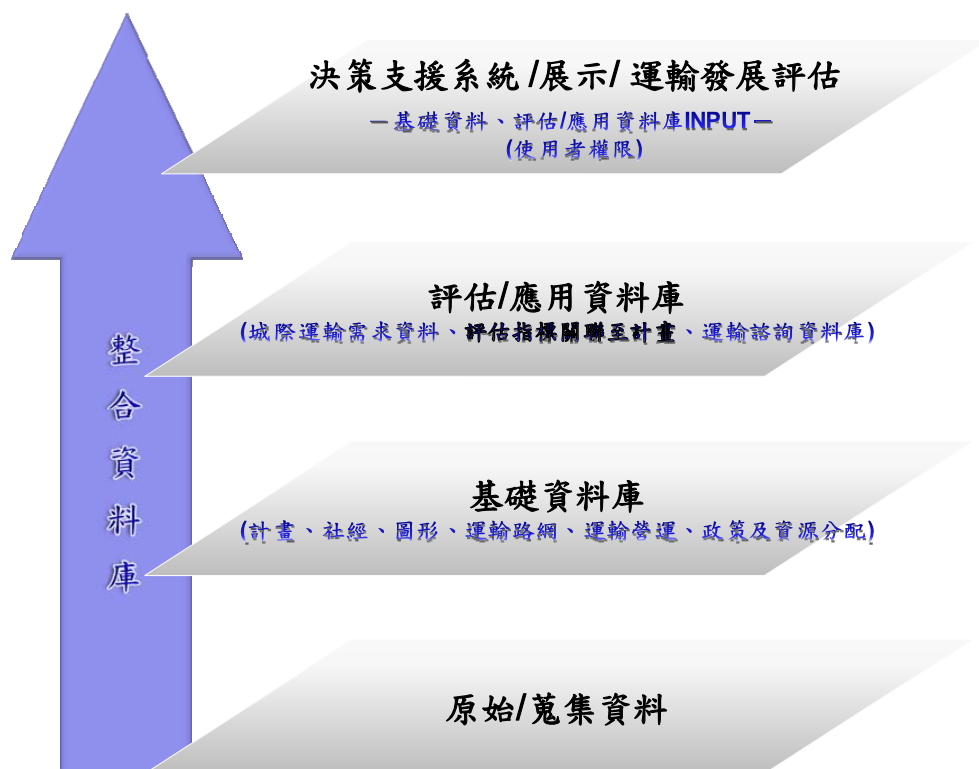 決策支援系統 /展示/ 運輸發展評估
－基礎資料、評估/應用資料庫INPUT－
(使用者權限)
評估/應用資料庫
(城際運輸需求資料、評估指標關聯至計畫、運輸諮詢資料庫)
整合資料庫
基礎資料庫
(計畫、社經、圖形、運輸路網、運輸營運、政策及資源分配)
原始/蒐集資料